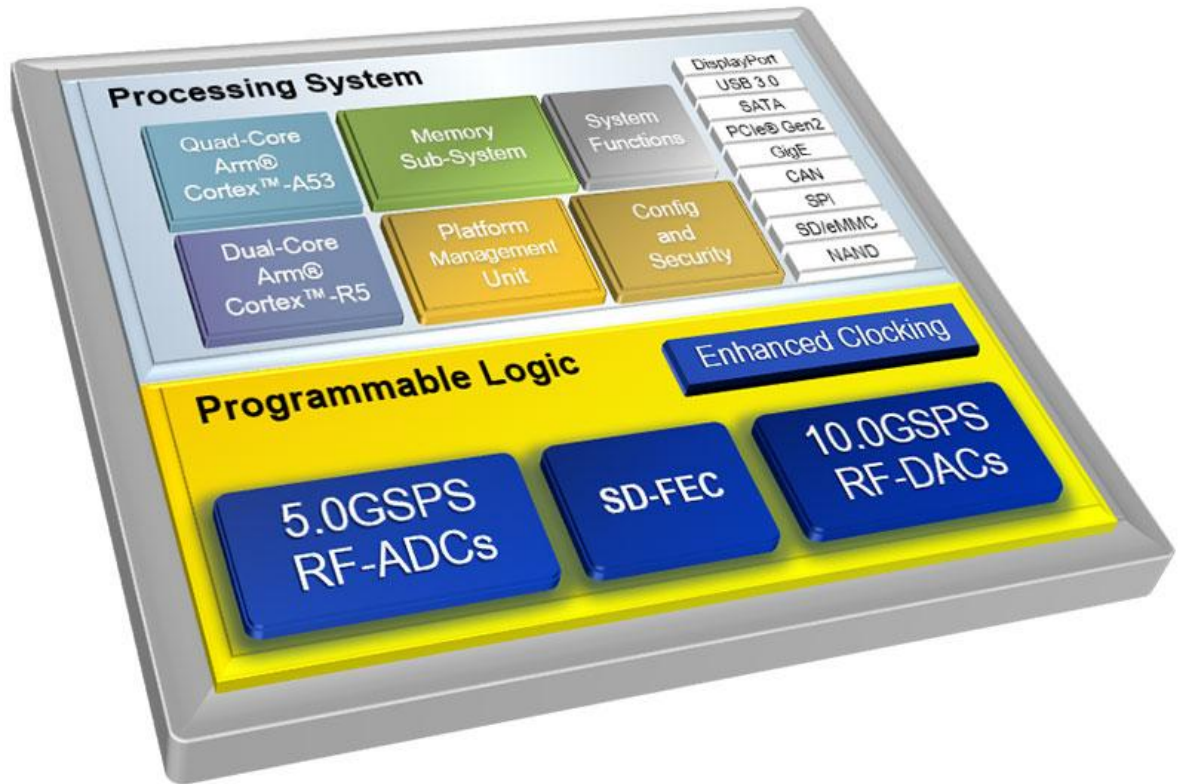 Processing System
Quad-Core
Arm®
Cortex™-A53
Memory
Sub-System
System
Functions
Dual-Core
Arm®
Cortex™-R5
Platform
Management
Unit
Config
and
Security
DisplayPort
USB 3.0
SATA
PCIe® Gen2
GigE
CAN
SPI
SD/eMMC
NAND
Programmable Logic
Enhanced Clocking
5.0GSPS
RF-ADCs
SD-FEC
10.0GSPS
RF-DACs